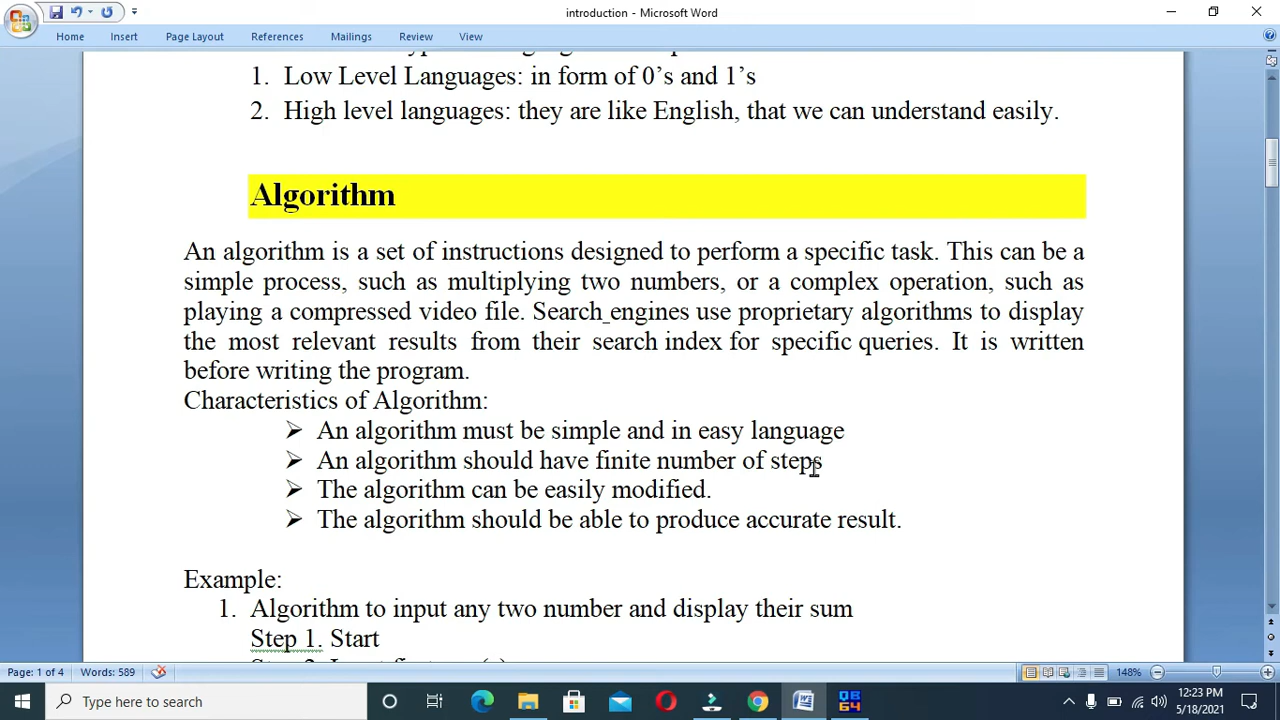 introduction - Microsoft Word
Home Insert Page Layout References Mailings Review View
1. Low Level Languages: in form of 0’s and 1’s
2. High level languages: they are like English, that we can understand easily.
Algorithm
An algorithm is a set of instructions designed to perform a specific task. This can be a
simple process, such as multiplying two numbers, or a complex operation, such as
playing a compressed video file. Search engines use proprietary algorithms to display
the most relevant results from their search index for specific queries. It is written
before writing the program.
Characteristics of Algorithm:
➢ An algorithm must be simple and in easy language
➢ An algorithm should have finite number of steps
➢ The algorithm can be easily modified.
➢ The algorithm should be able to produce accurate result.
Example:
1. Algorithm to input any two number and display their sum
Step 1. Start
Page: 1 of 4 Words: 589 148%
Type here to search
QB
64
12:23 PM
5/18/2021